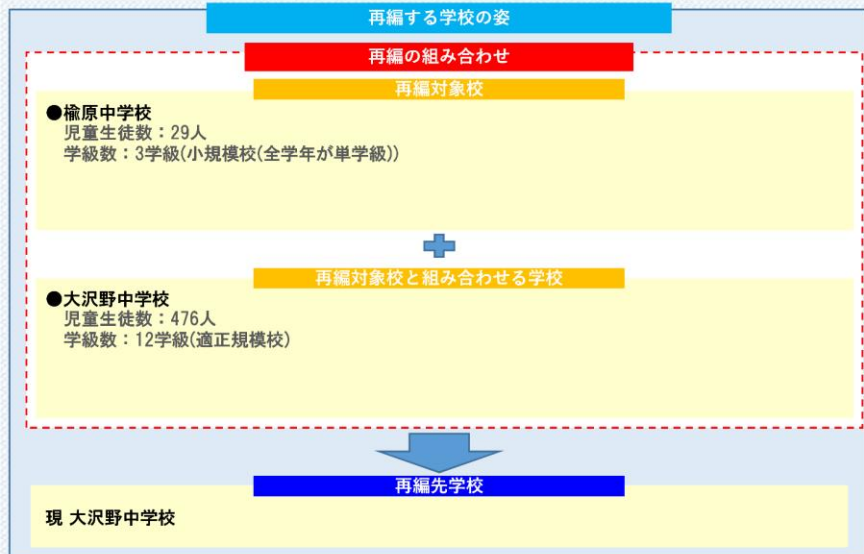 再編する学校の姿
再編の組み合わせ
再編対象校
●楡原中学校
児童生徒数：29人
学級数：3学級(小規模校(全学年が単学級))
再編対象校と組み合わせる学校
●大沢野中学校
児童生徒数：476人
学級数：12学級(適正規模校)
再編先学校
現 大沢野中学校